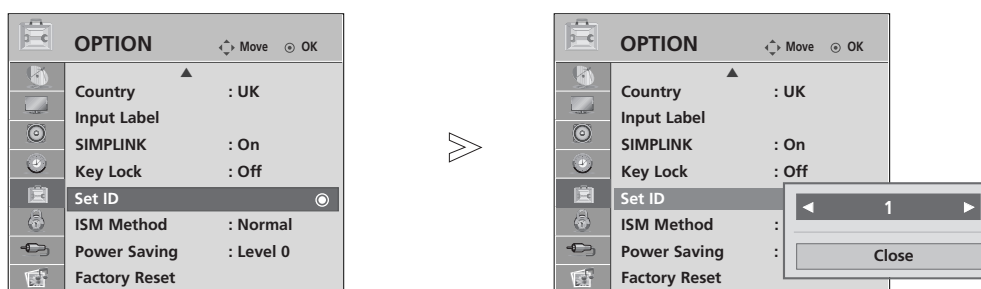 OPTION Move OK
Country : UK
Input Label
SIMPLINK : On
Key Lock : Off
Set ID
ISM Method : Normal
Power Saving : Level 0
Factory Reset
OPTION Move OK
Country : UK
Input Label
SIMPLINK : On
Key Lock : Off
Set ID
◄ 1 ►
ISM Method :
Power Saving :
Close
Factory Reset